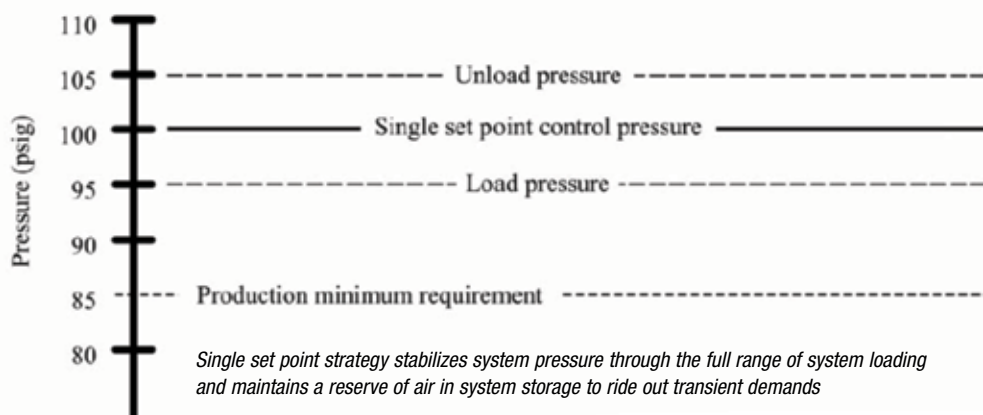 110
105
Unload pressure
100
Single set point control pressure
95
Load pressure
90
85
Production minimum requirement
80
Pressure (psig)
Single set point strategy stabilizes system pressure through the full range of system loading
and maintains a reserve of air in system storage to ride out transient demands